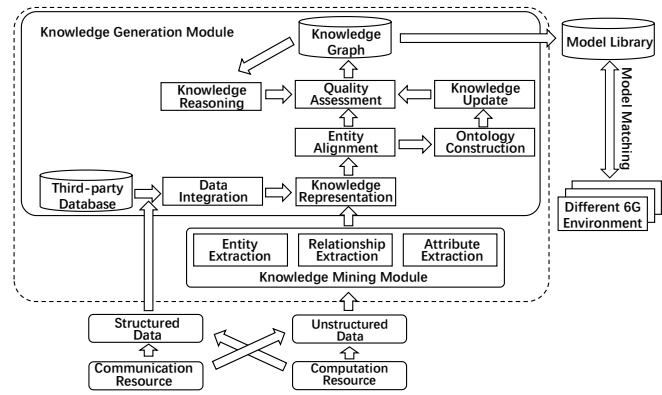 Knowledge Generation Module
Knowledge
Graph
Model Library
Knowledge
Reasoning
Quality
Assessment
Knowledge
Update
Model Matching
Entity
Alignment
Ontology
Construction
Third-party
Database
Data
Integration
Knowledge
Representation
Different 6G
Environment
Entity
Extraction
Relationship
Extraction
Attribute
Extraction
Knowledge Mining Module
Structured
Data
Unstructured
Data
Communication
Resource
Computation
Resource